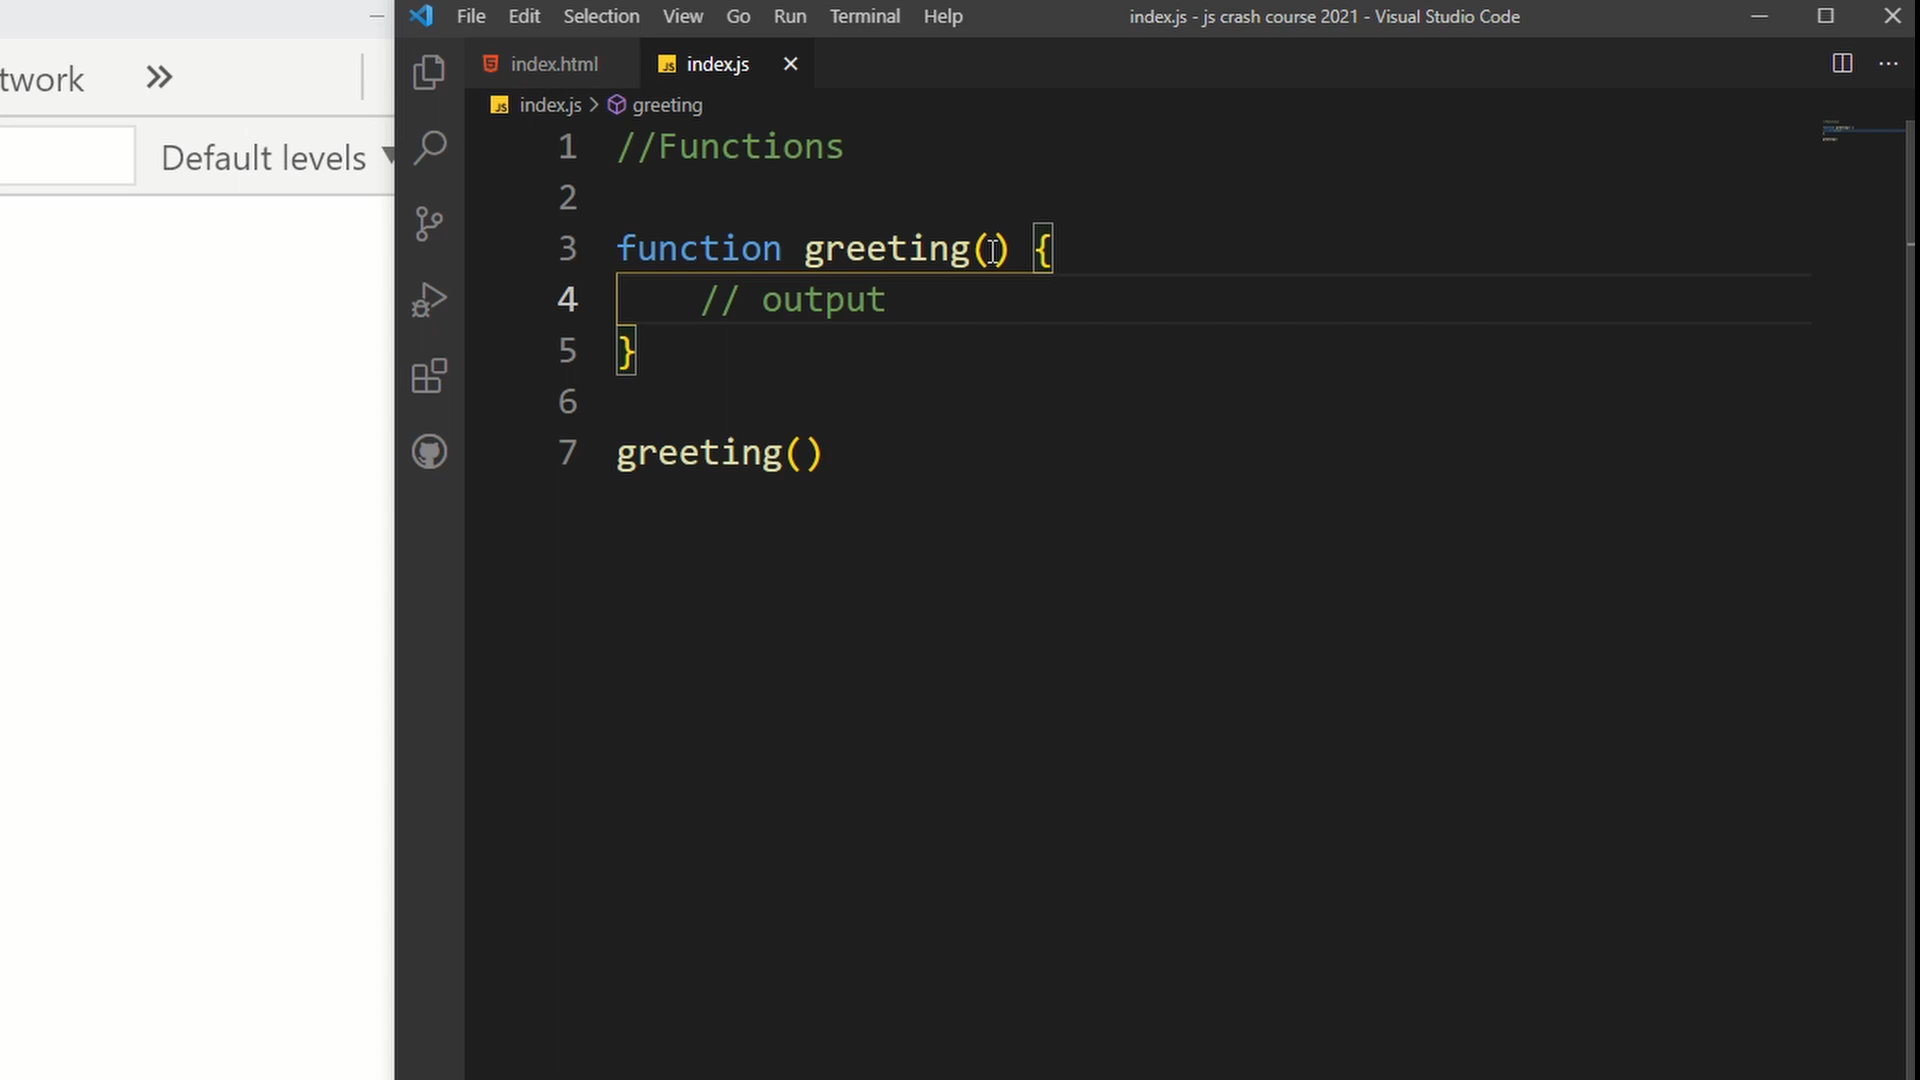 File Edit Selection View Go Run Terminal Help index.js - js crash course 2021 - Visual Studio Code
twork
Default levels
index.html
JS index.js
JS index.js > greeting
1 //Functions
2
3 function greeting() {
4 // output
5 }
6
7 greeting()